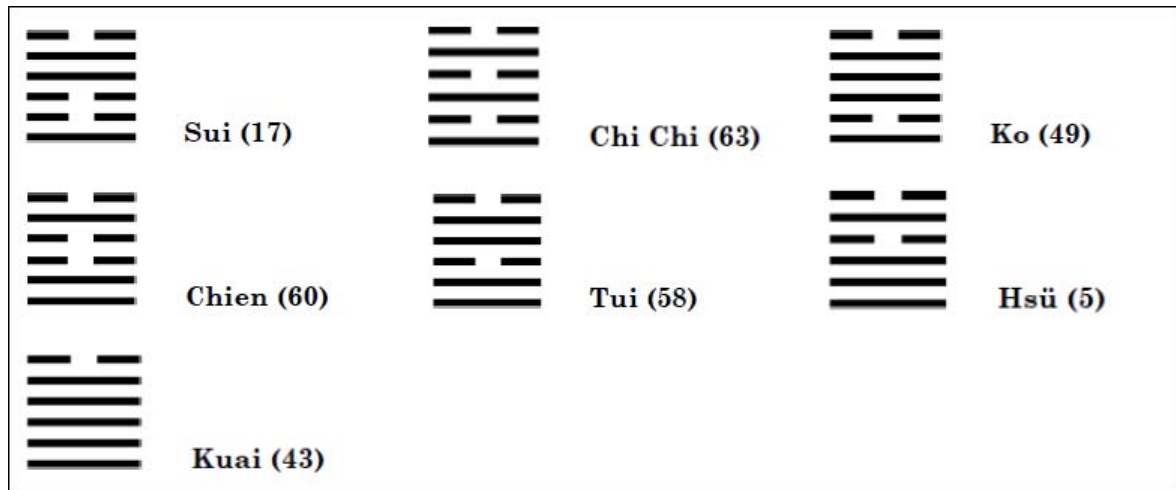 Sui (17)
Chi Chi (63)
Ko (49)
Chien (60)
Tui (58)
Hsü (5)
Kuai (43)